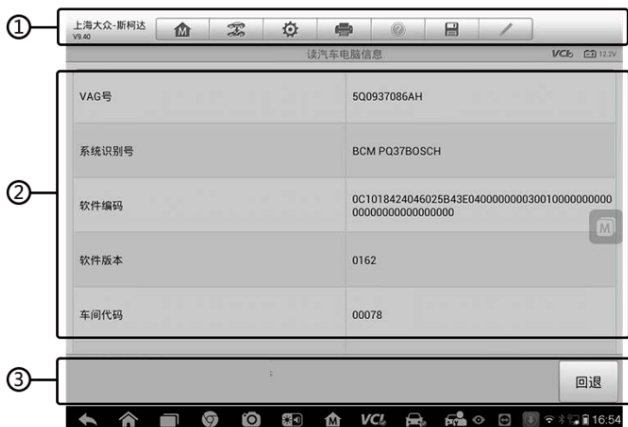 ①
上海大众-斯柯达
V9.40
M
?
读汽车电脑信息
VCI 12.2V
②
VAG号 5Q0937086AH
系统识别号 BCM PQ37BOSCH
软件编码 0C1018424046025B43E04000000030010000000000
0000000000000000
M
软件版本 0162
车间代码 00078
③
回退
M VCI 16:54